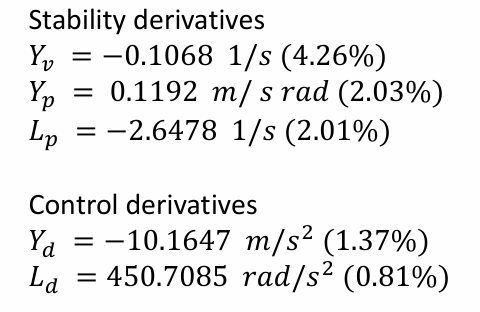 Stability derivatives
Y_v = −0.1068 1/s (4.26%)
Y_p = 0.1192 m/ s rad (2.03%)
L_p = −2.6478 1/s (2.01%)
Control derivatives
Y_d = −10.1647 m/s² (1.37%)
L_d = 450.7085 rad/s² (0.81%)